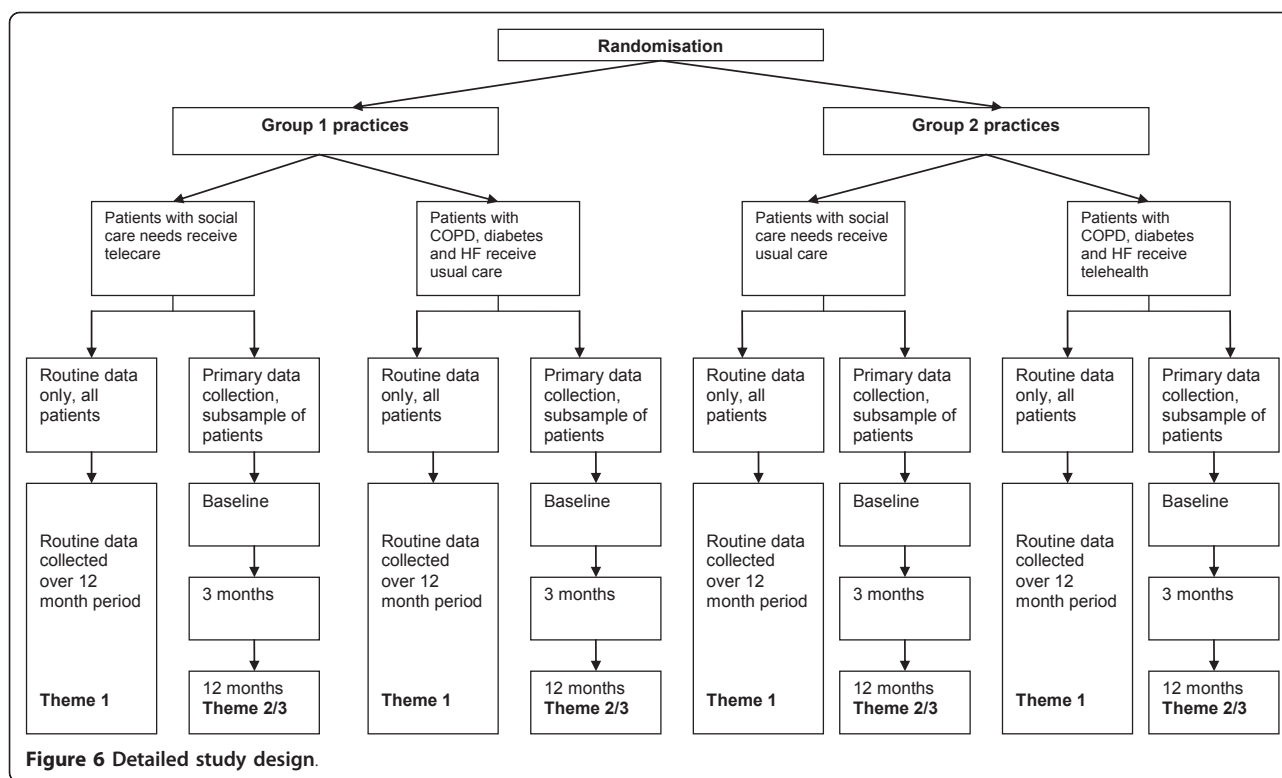 Randomisation
Group 1 practices
Group 2 practices
Patients with social
care needs receive
telecare
Patients with
COPD, diabetes
and HF receive
usual care
Patients with social
care needs receive
usual care
Patients with
COPD, diabetes
and HF receive
telehealth
Routine data
only, all
patients
Primary data
collection,
subsample of
patients
Routine data
only, all
patients
Primary data
collection,
subsample of
patients
Routine data
only, all
patients
Primary data
collection,
subsample of
patients
Routine data
only, all
patients
Primary data
collection,
subsample of
patients
Routine data
collected
over 12
month period
Theme 1
Baseline
3 months
12 months
Theme 2/3
Routine data
collected
over 12
month period
Theme 1
Baseline
3 months
12 months
Theme 2/3
Routine data
collected
over 12
month period
Theme 1
Baseline
3 months
12 months
Theme 2/3
Routine data
collected
over 12
month period
Theme 1
Baseline
3 months
12 months
Theme 2/3
Figure 6 Detailed study design.